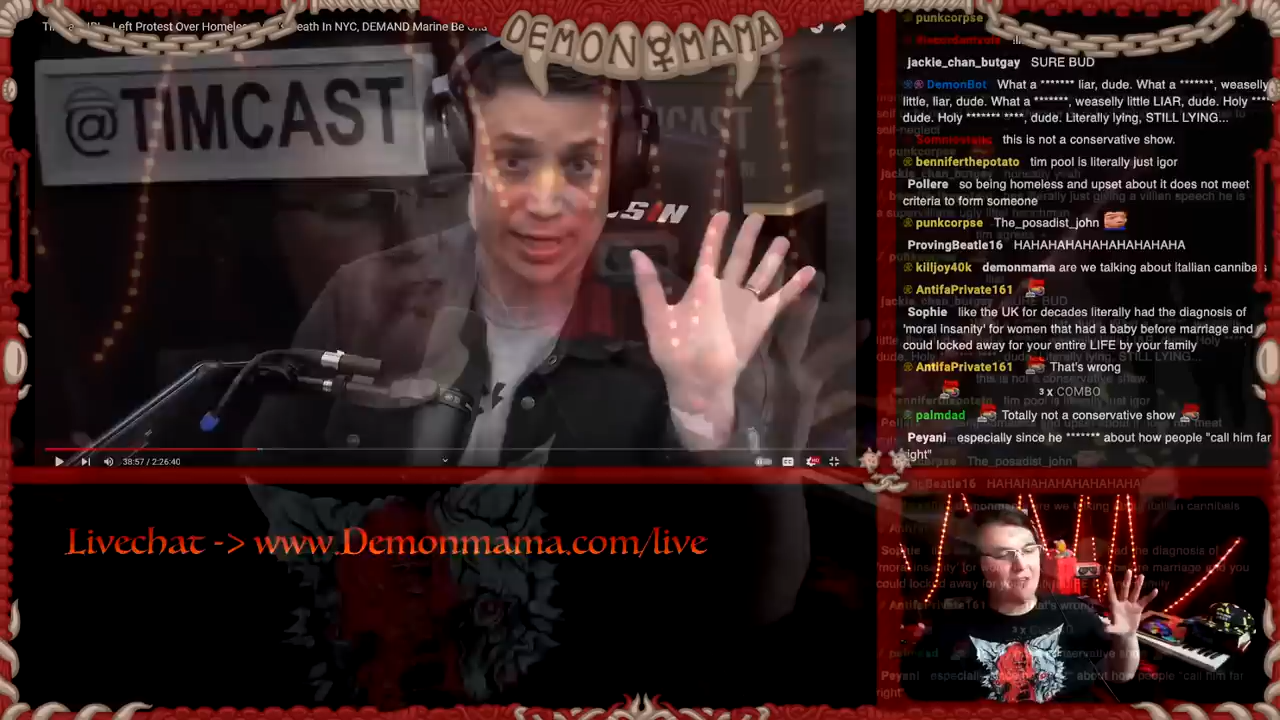 Left Protest Over Homeless
Death In NYC, DEMAND Marine Be
DEMON MAMA
@TIMCAST
38:57 / 2:26:40
Livechat -> www.Demonmama.com/live
punkcorpse
jackie_chan_butgay SURE BUD
DemonBot What a ******* liar, dude. What a *******, weaselly
little, liar, dude. What a *******, weaselly little LIAR, dude. Holy ****
dude. Holy ******* ****, dude. Literally lying, STILL LYING...
this is not a conservative show.
benniferthepotato tim pool is literally just igor
Pollere so being homeless and upset about it does not meet
criteria to form someone
punkcorpse The_posadist_john
ProvingBeatle16 HAHAHAHAHAHAHAHAHA
killjoy40k demonmama are we talking about itallian cannibals
AntifaPrivate161
Sophie like the UK for decades literally had the diagnosis of
'moral insanity' for women that had a baby before marriage and
could locked away for your entire LIFE by your family
AntifaPrivate161 That's wrong
3 x COMBO
palmdad Totally not a conservative show
Peyani especially since he ******* about how people "call him far
right"